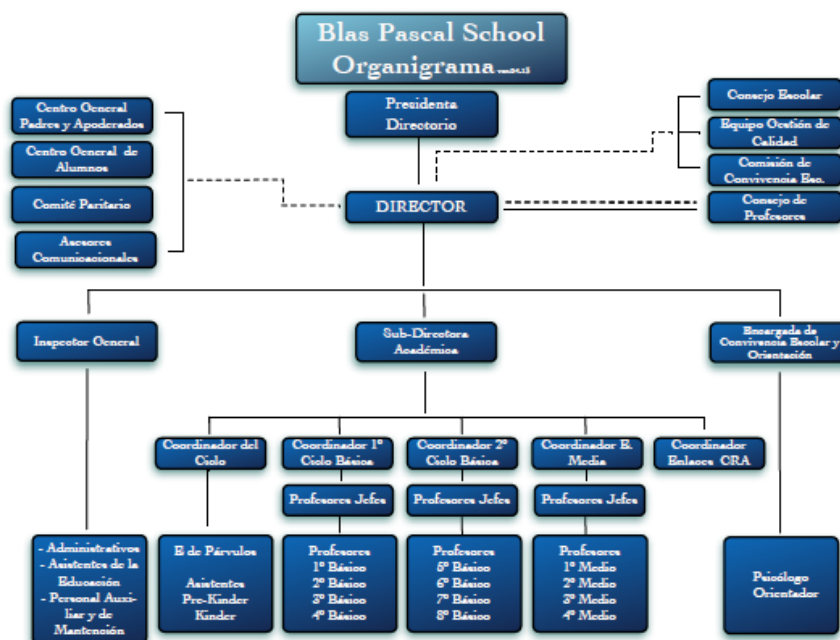 Blas Pascal School
Organigrama ver.04.13
Presidenta
Directorio
Centro General
Padres y Apoderados
Centro General de
Alumnos
Comité Paritario
Asesores
Comunicacionales
DIRECTOR
Consejo Escolar
Equipo Gestión de
Calidad
Comisión de
Convivencia Esc.
Consejo de
Profesores
Inspector General
Sub-Directora
Académica
Encargada de
Convivencia Escolar y
Orientación
Coordinador del
Ciclo
Coordinador 1º
Ciclo Básica
Coordinador 2º
Ciclo Básica
Coordinador E.
Media
Coordinador
Enlaces CRA
Profesores Jefes
Profesores Jefes
Profesores Jefes
- Administrativos
- Asistentes de la
Educación
- Personal Auxi-
liar y de
Mantención
E de Párvulos
Asistentes
Pre-Kinder
Kinder
Profesores
1º Básico
2º Básico
3º Básico
4º Básico
Profesores
5º Básico
6º Básico
7º Básico
8º Básico
Profesores
1º Medio
2º Medio
3º Medio
4º Medio
Psicólogo
Orientador